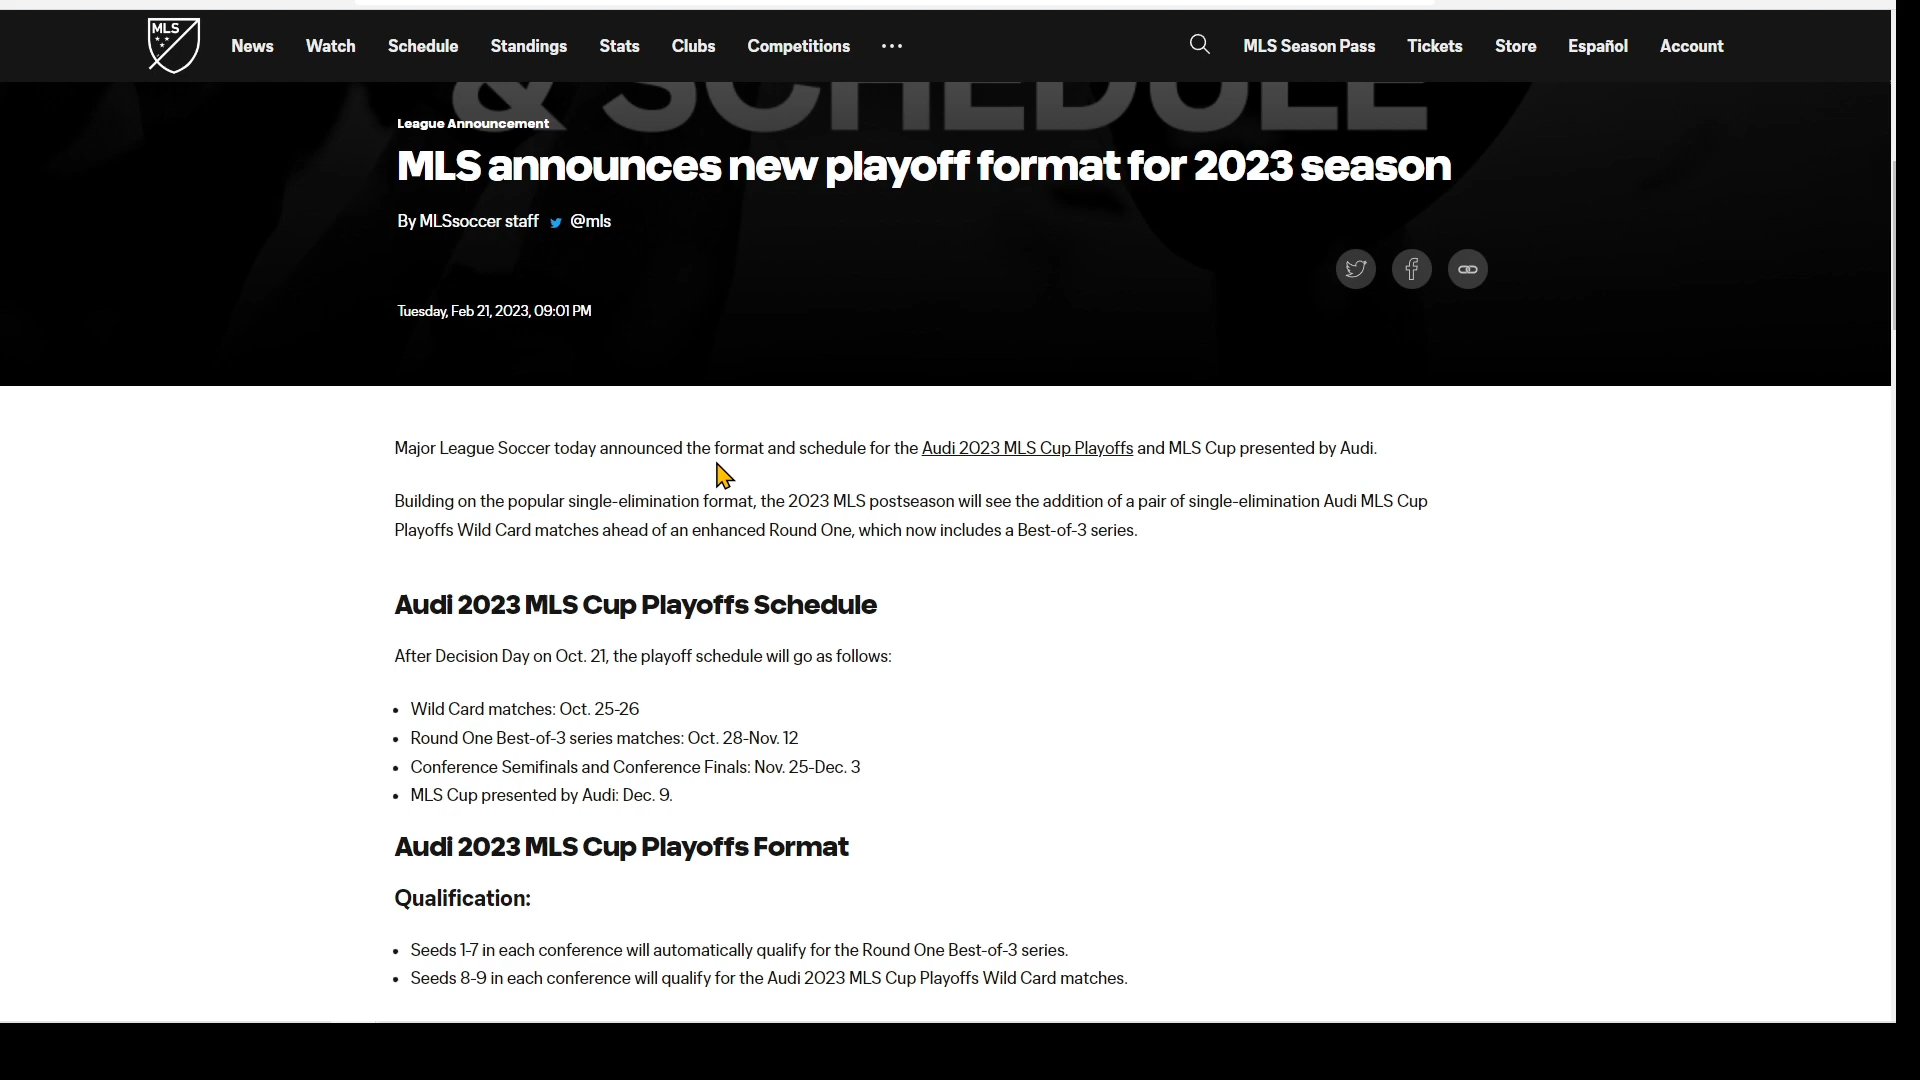 MLS
News Watch Schedule Standings Stats Clubs Competitions ••• MLS Season Pass Tickets Store Español Account
& SCHEDULE
League Announcement
MLS announces new playoff format for 2023 season
By MLSsoccer staff @mls
Tuesday, Feb 21, 2023, 09:01 PM
Major League Soccer today announced the format and schedule for the Audi 2023 MLS Cup Playoffs and MLS Cup presented by Audi.
Building on the popular single-elimination format, the 2023 MLS postseason will see the addition of a pair of single-elimination Audi MLS Cup
Playoffs Wild Card matches ahead of an enhanced Round One, which now includes a Best-of-3 series.
Audi 2023 MLS Cup Playoffs Schedule
After Decision Day on Oct. 21, the playoff schedule will go as follows:
• Wild Card matches: Oct. 25-26
• Round One Best-of-3 series matches: Oct. 28-Nov. 12
• Conference Semifinals and Conference Finals: Nov. 25-Dec. 3
• MLS Cup presented by Audi: Dec. 9.
Audi 2023 MLS Cup Playoffs Format
Qualification:
• Seeds 1-7 in each conference will automatically qualify for the Round One Best-of-3 series.
• Seeds 8-9 in each conference will qualify for the Audi 2023 MLS Cup Playoffs Wild Card matches.